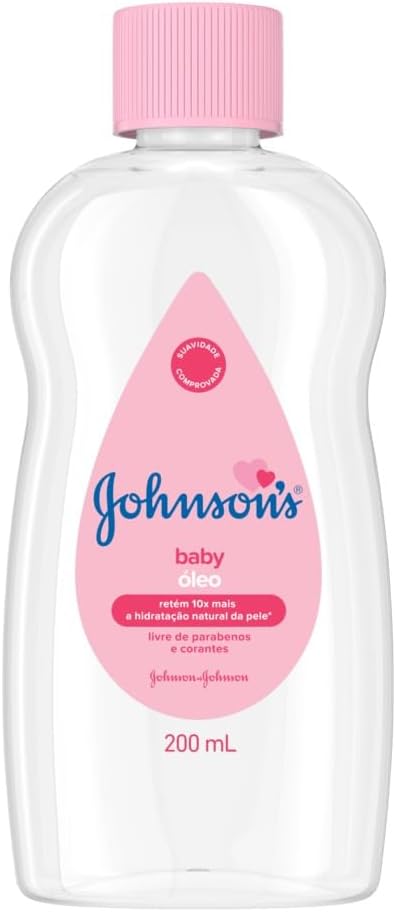 SUAVIDADE
COMPROVADA
Johnson's®
baby
óleo
retém 10x mais
a hidratação natural da pele*
livre de parabenos
e corantes
Johnson+Johnson
200 mL